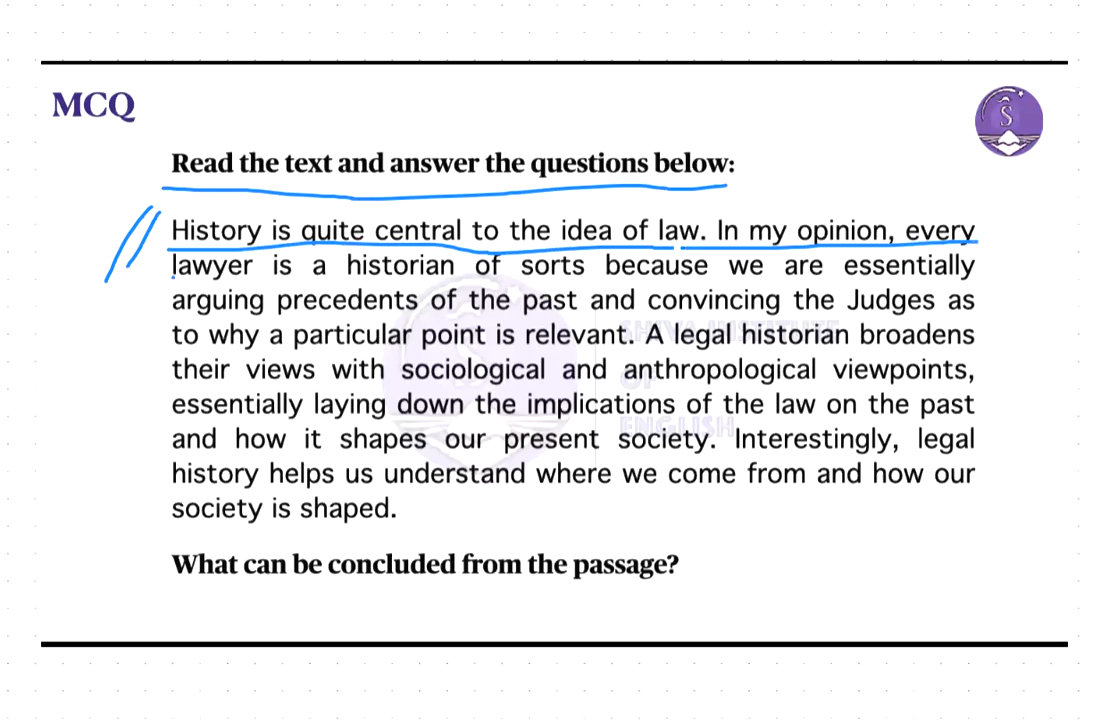 MCQ
Ŝ
Read the text and answer the questions below:
History is quite central to the idea of law. In my opinion, every
lawyer is a historian of sorts because we are essentially
arguing precedents of the past and convincing the Judges as
to why a particular point is relevant. A legal historian broadens
their views with sociological and anthropological viewpoints,
essentially laying down the implications of the law on the past
and how it shapes our present society. Interestingly, legal
history helps us understand where we come from and how our
society is shaped.
SHIVA INSTITUTE
OF
ENGLISH
What can be concluded from the passage?